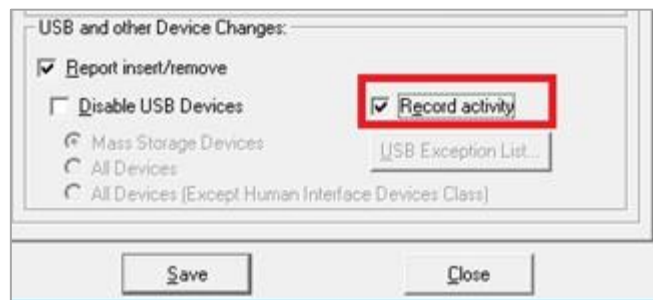 USB and other Device Changes:
Report insert/remove
Disable USB Devices
Record activity
Mass Storage Devices
USB Exception List...
All Devices
All Devices (Except Human Interface Devices Class)
Save
Close